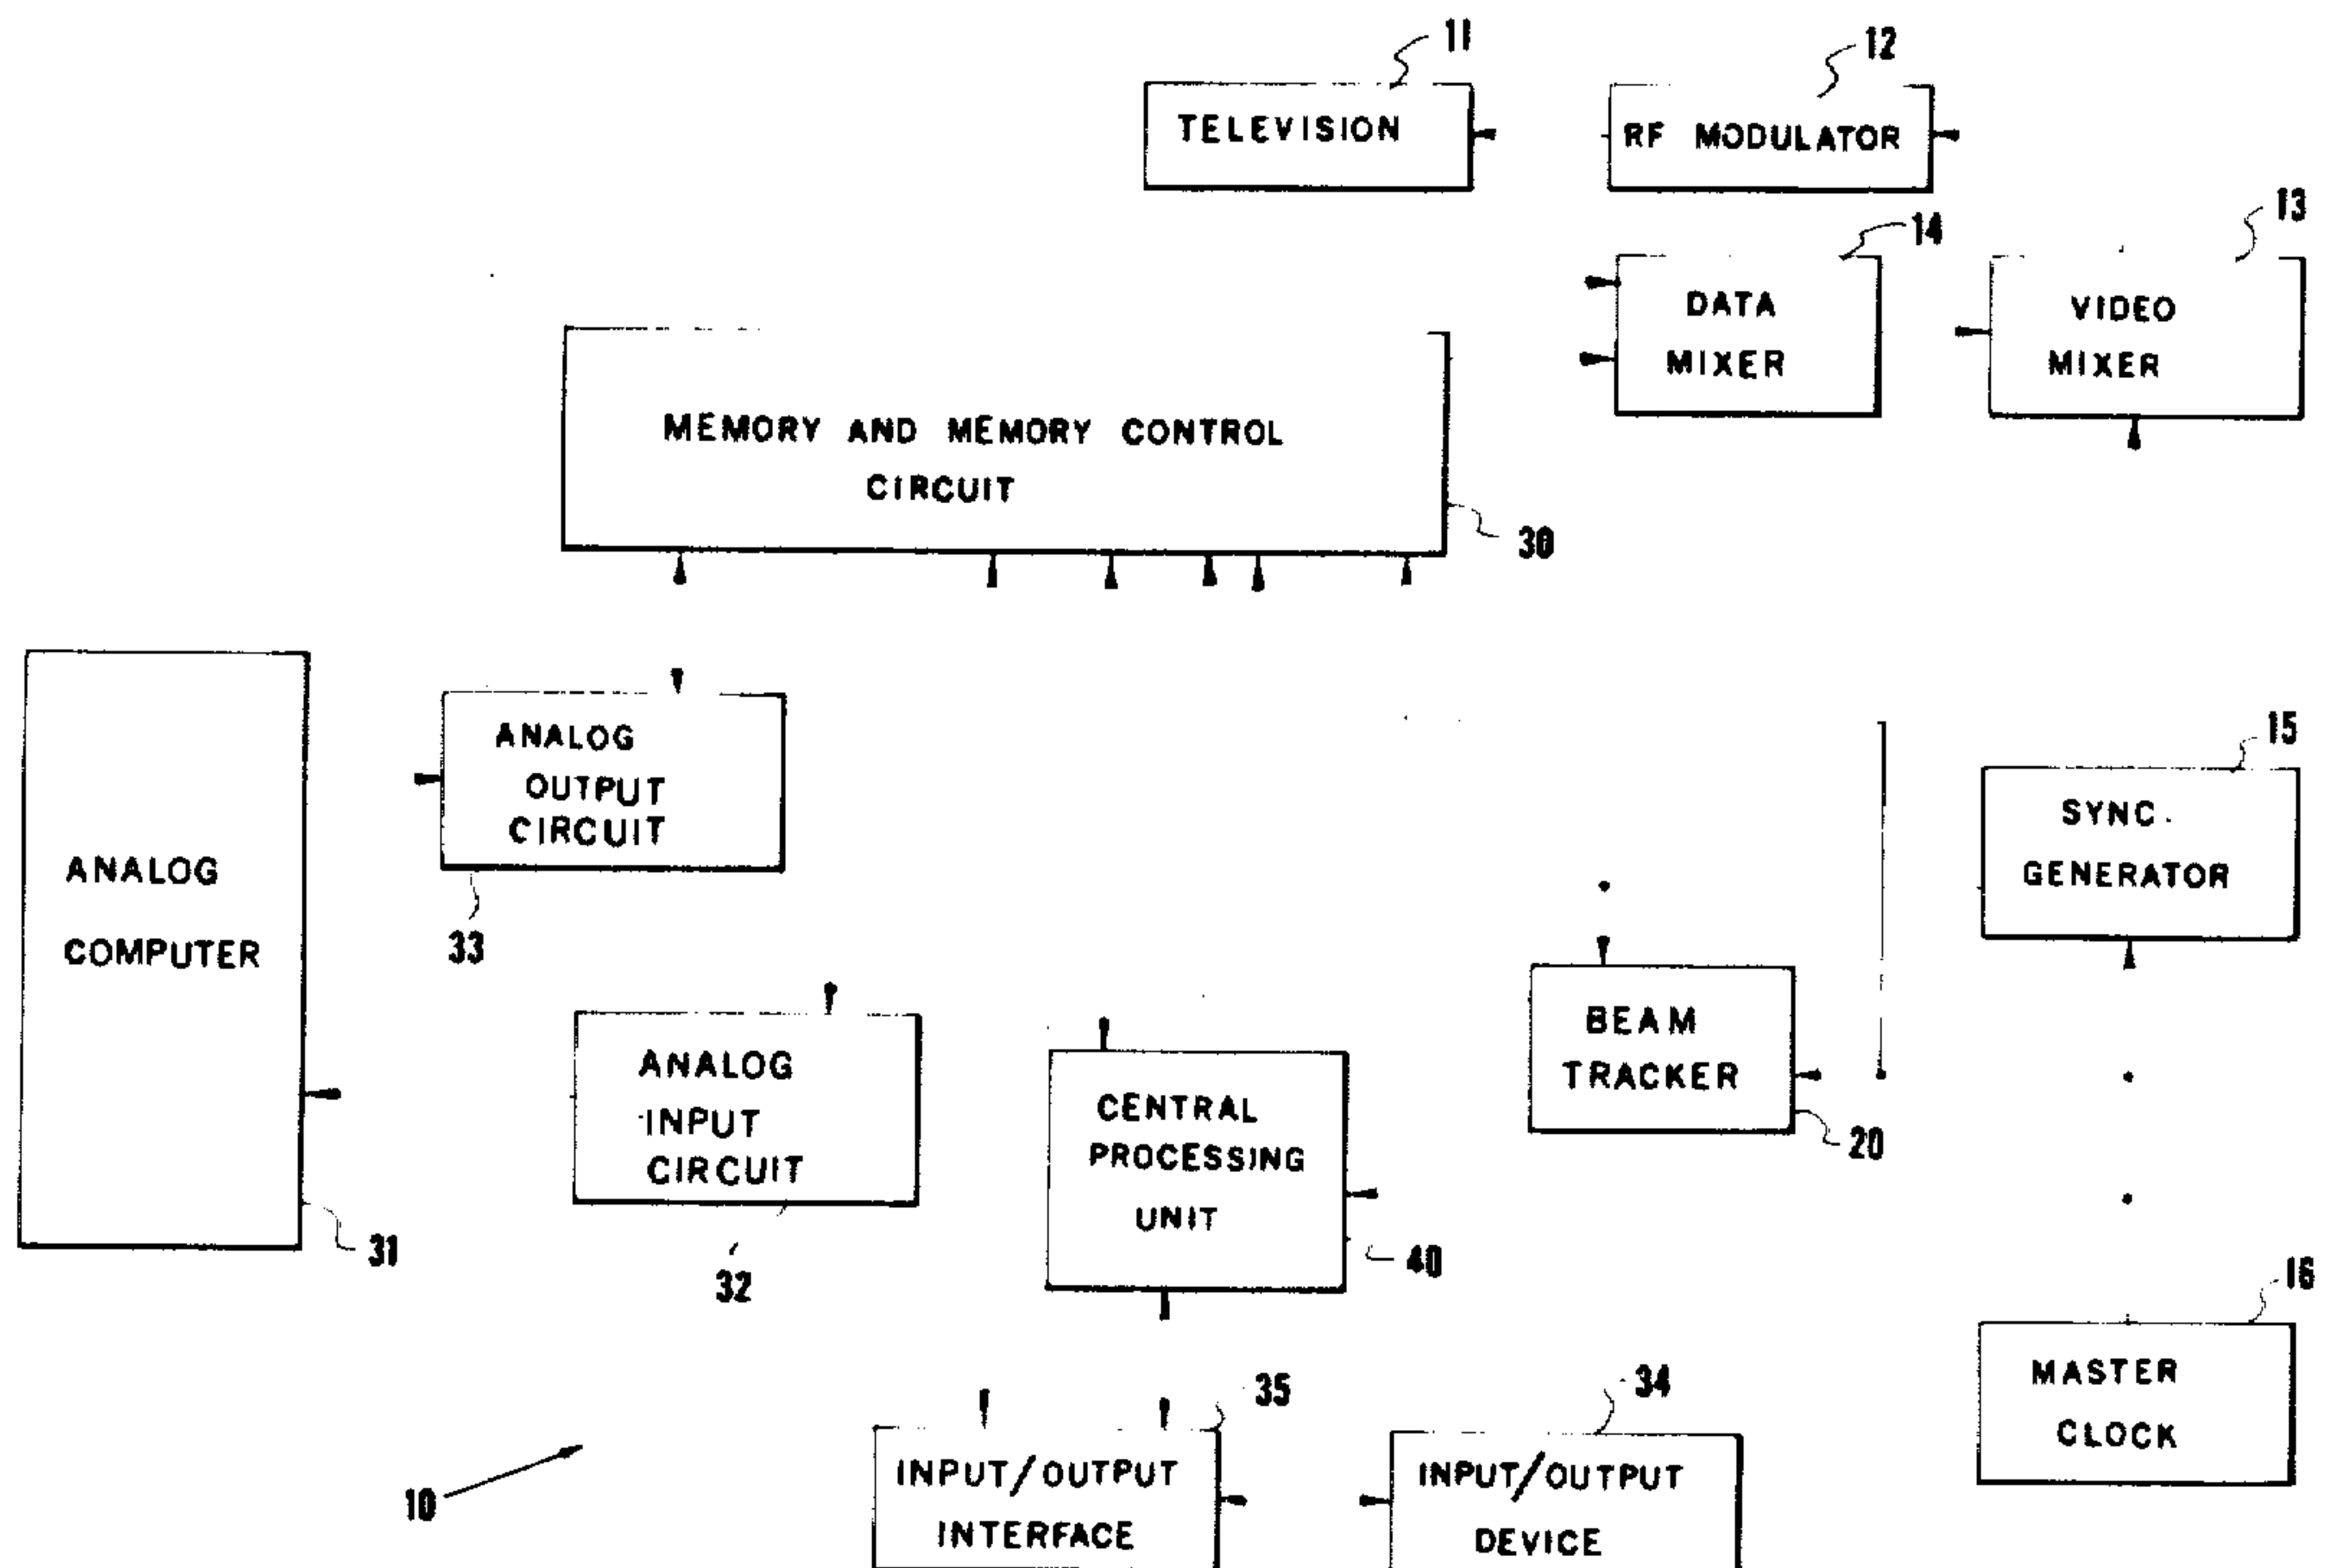 11
12
TELEVISION
RF MODULATOR
13
14
DATA
MIXER
VIDEO
MIXER
MEMORY AND MEMORY CONTROL
CIRCUIT
30
15
ANALOG
OUTPUT
CIRCUIT
33
SYNC.
GENERATOR
ANALOG
COMPUTER
31
BEAM
TRACKER
20
ANALOG
INPUT
CIRCUIT
32
CENTRAL
PROCESSING
UNIT
40
16
MASTER
CLOCK
35
34
INPUT/OUTPUT
INTERFACE
INPUT/OUTPUT
DEVICE
10